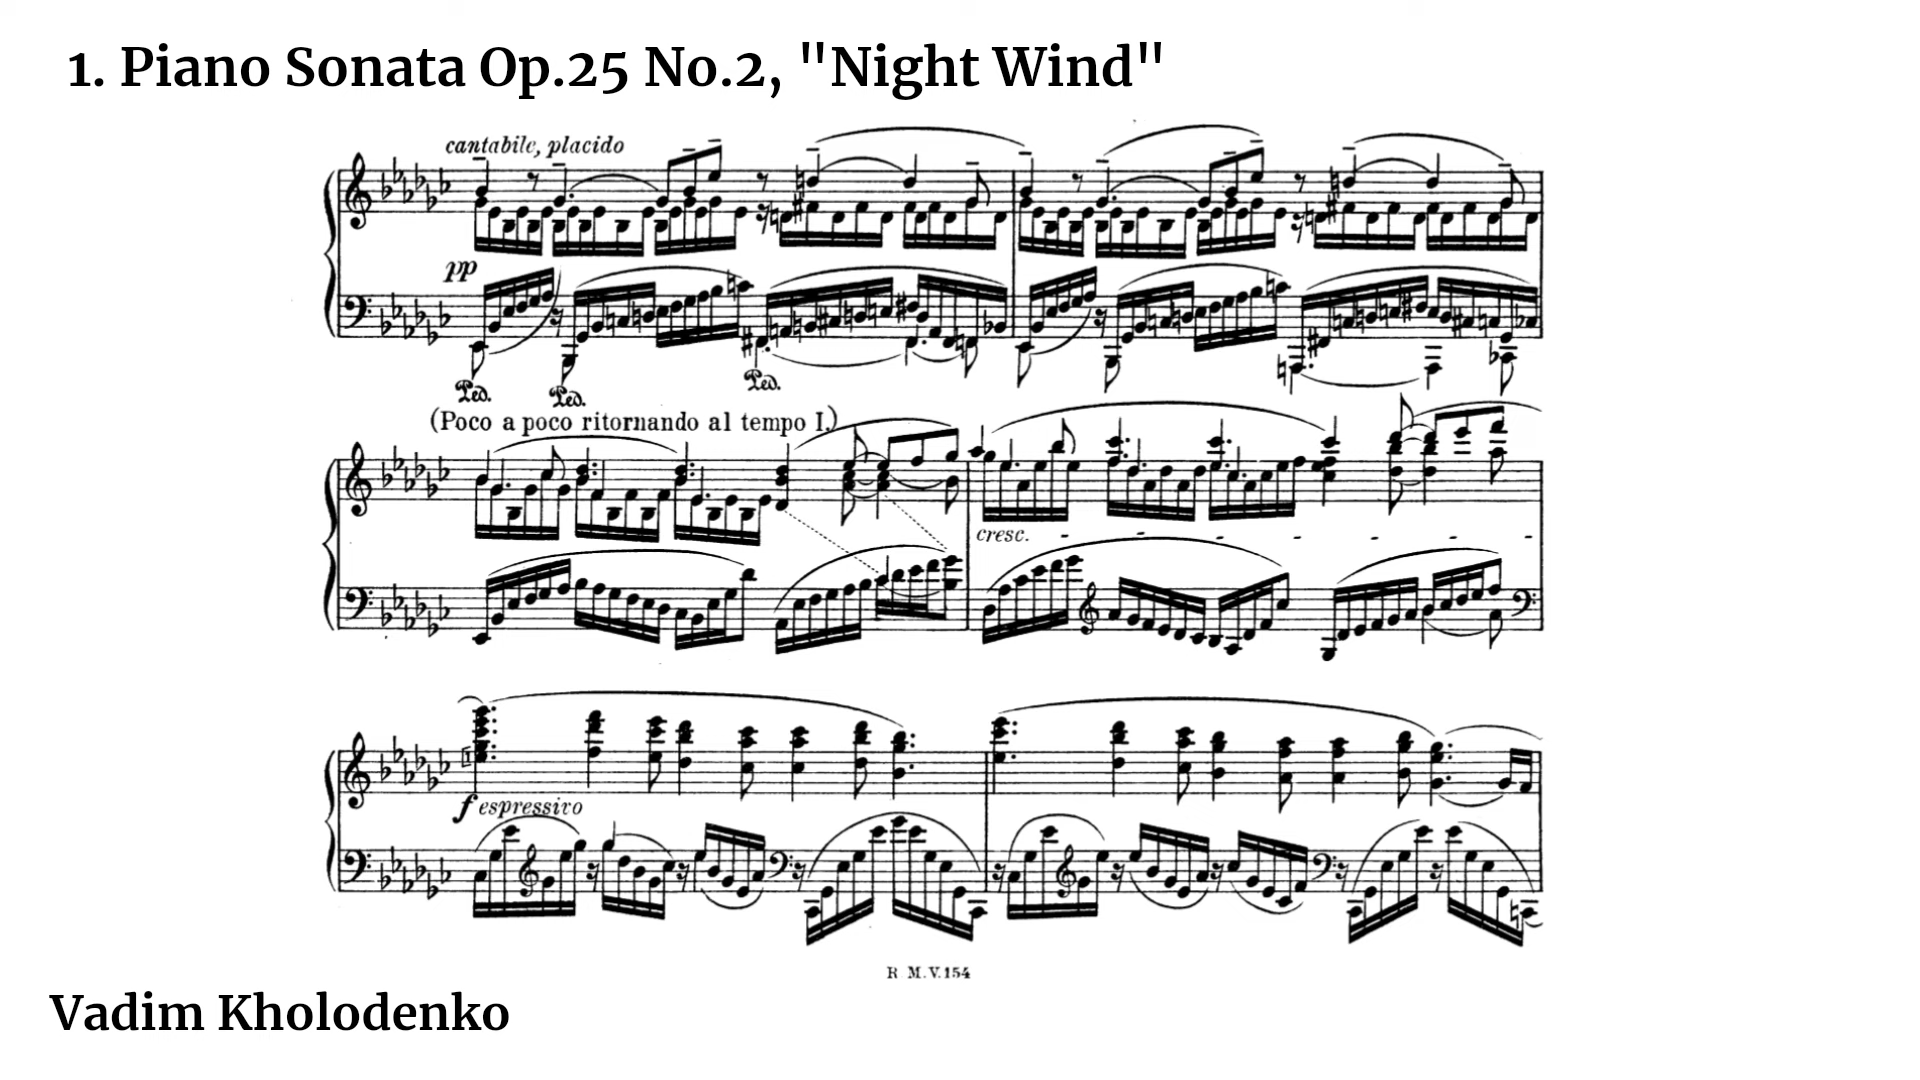 1. Piano Sonata Op.25 No.2, "Night Wind"
cantabile, placido
pp
Ped. Ped. Ped.
(Poco a poco ritornando al tempo I.)
cresc. - - - - - - -
f espressivo
R M.V.154
Vadim Kholodenko